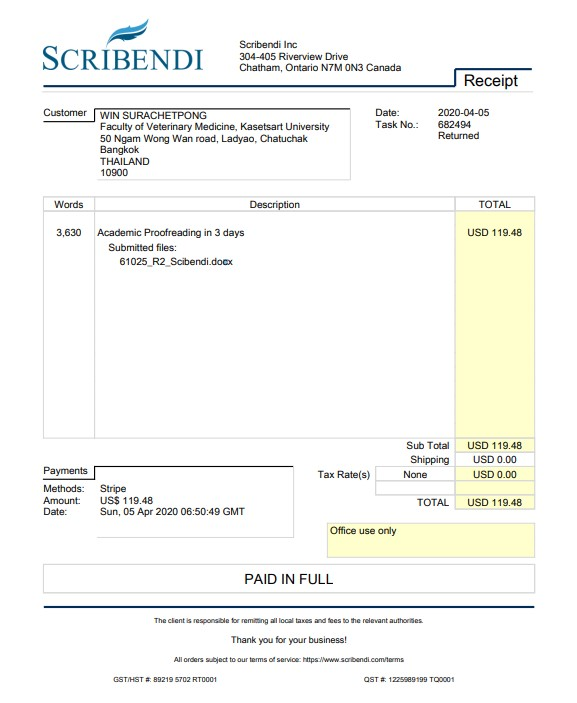 SCRIBENDI
Scribendi Inc
304-405 Riverview Drive
Chatham, Ontario N7M 0N3 Canada
Receipt
Customer
WIN SURACHETPONG
Faculty of Veterinary Medicine, Kasetsart University
50 Ngam Wong Wan road, Ladyao, Chatuchak
Bangkok
THAILAND
10900
Date: 2020-04-05
Task No.: 682494
Returned
Words Description TOTAL
3,630 Academic Proofreading in 3 days USD 119.48
Submitted files:
61025_R2_Scibendi.docx
Sub Total USD 119.48
Shipping USD 0.00
Tax Rate(s) None USD 0.00
TOTAL USD 119.48
Payments
Methods: Stripe
Amount: US$ 119.48
Date: Sun, 05 Apr 2020 06:50:49 GMT
Office use only
PAID IN FULL
The client is responsible for remitting all local taxes and fees to the relevant authorities.
Thank you for your business!
All orders subject to our terms of service: https://www.scribendi.com/terms
GST/HST #: 89219 5702 RT0001 QST #: 1225989199 TQ0001